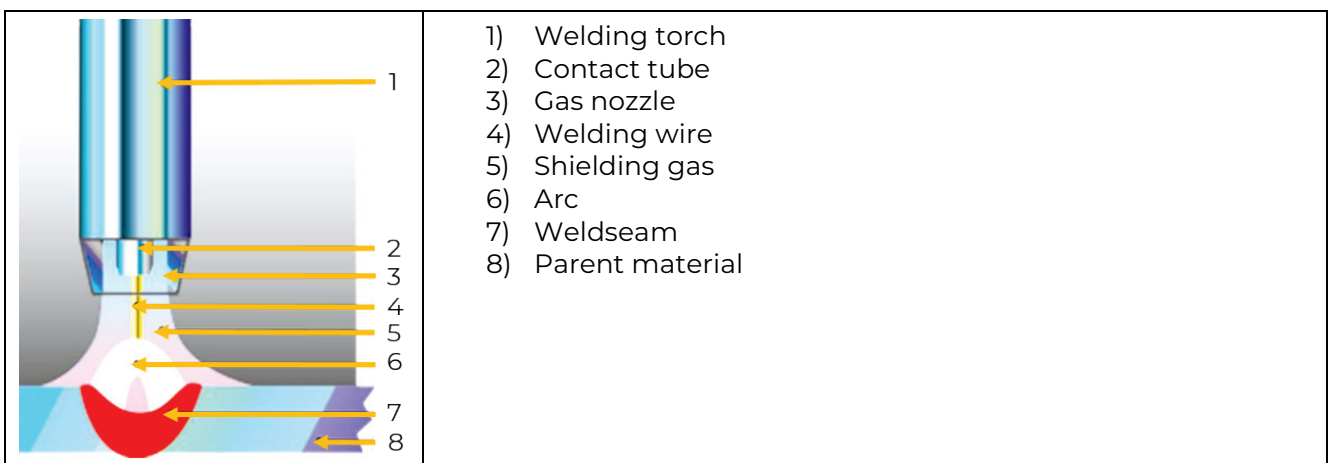 1
2
3
4
5
6
7
8
1) Welding torch
2) Contact tube
3) Gas nozzle
4) Welding wire
5) Shielding gas
6) Arc
7) Weldseam
8) Parent material